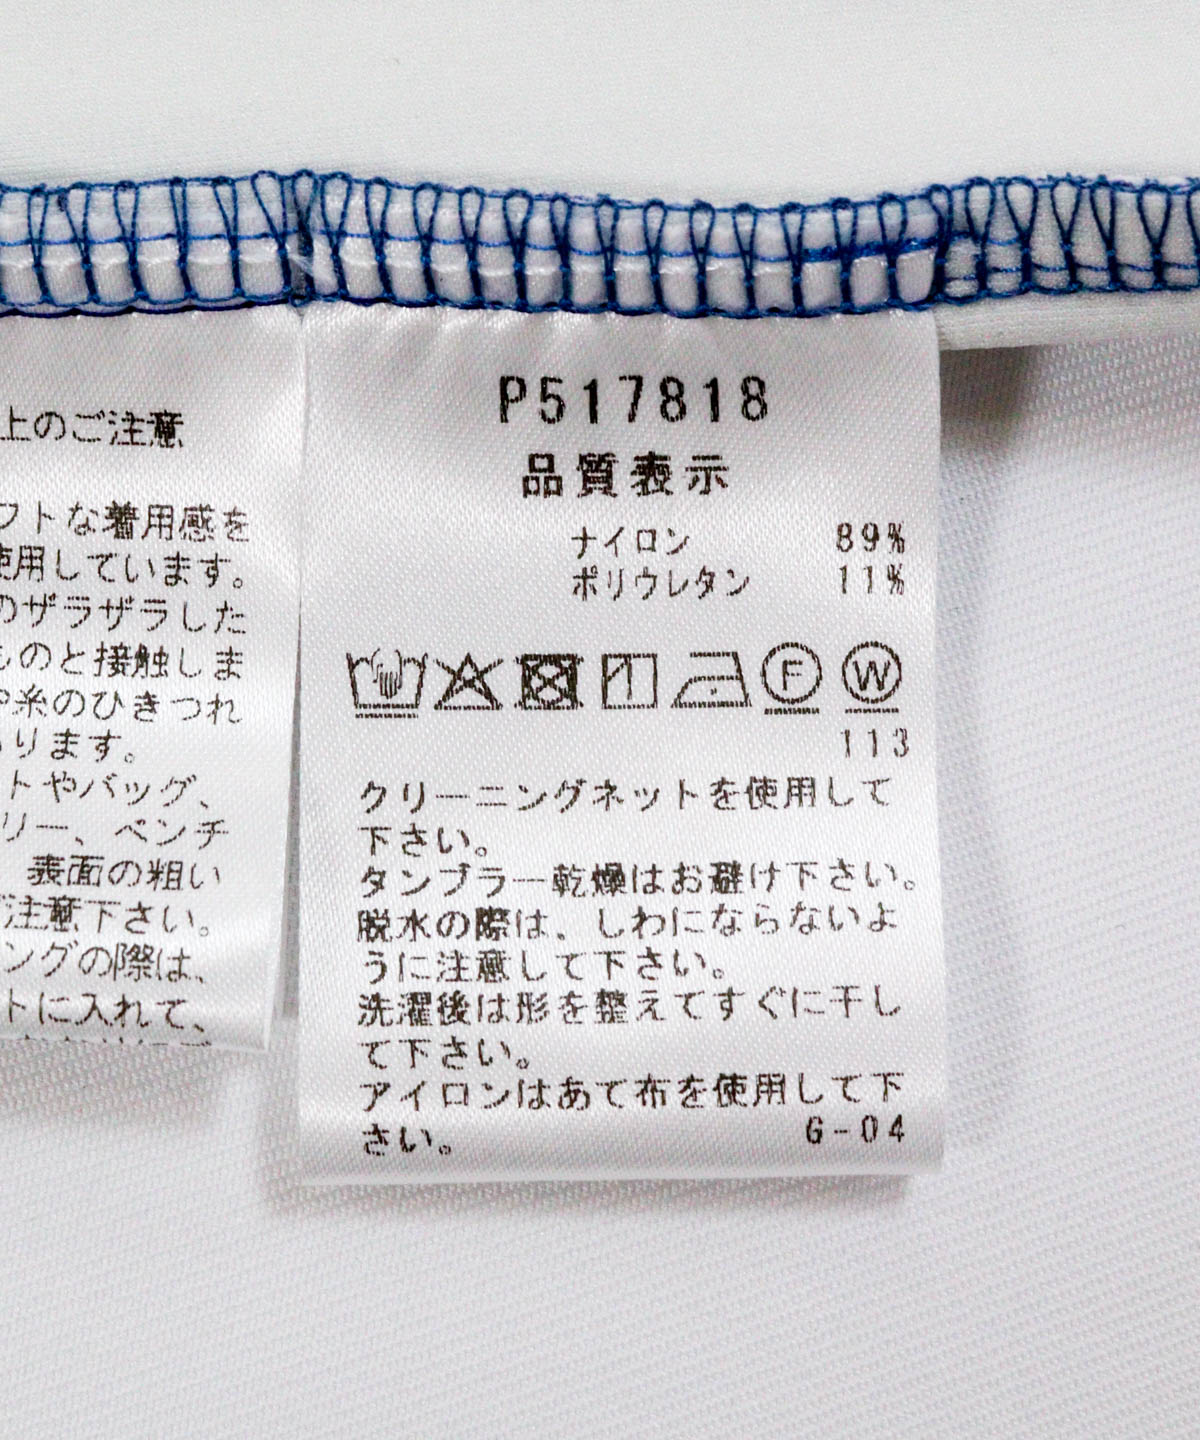 上のご注意
フトな着用感を
使用しています。
のザラザラした
ものと接触しま
や糸のひきつれ
ります。
トやバッグ、
リー、ベンチ
表面の粗い
ご注意下さい。
ングの際は、
トに入れて、
P517818
品質表示
ナイロン 89%
ポリウレタン 11%
F W
113
クリーニングネットを使用して
下さい。
タンブラー乾燥はお避け下さい。
脱水の際は、しわにならないよ
うに注意して下さい。
洗濯後は形を整えてすぐに干し
て下さい。
アイロンはあて布を使用して下
さい。 G-04